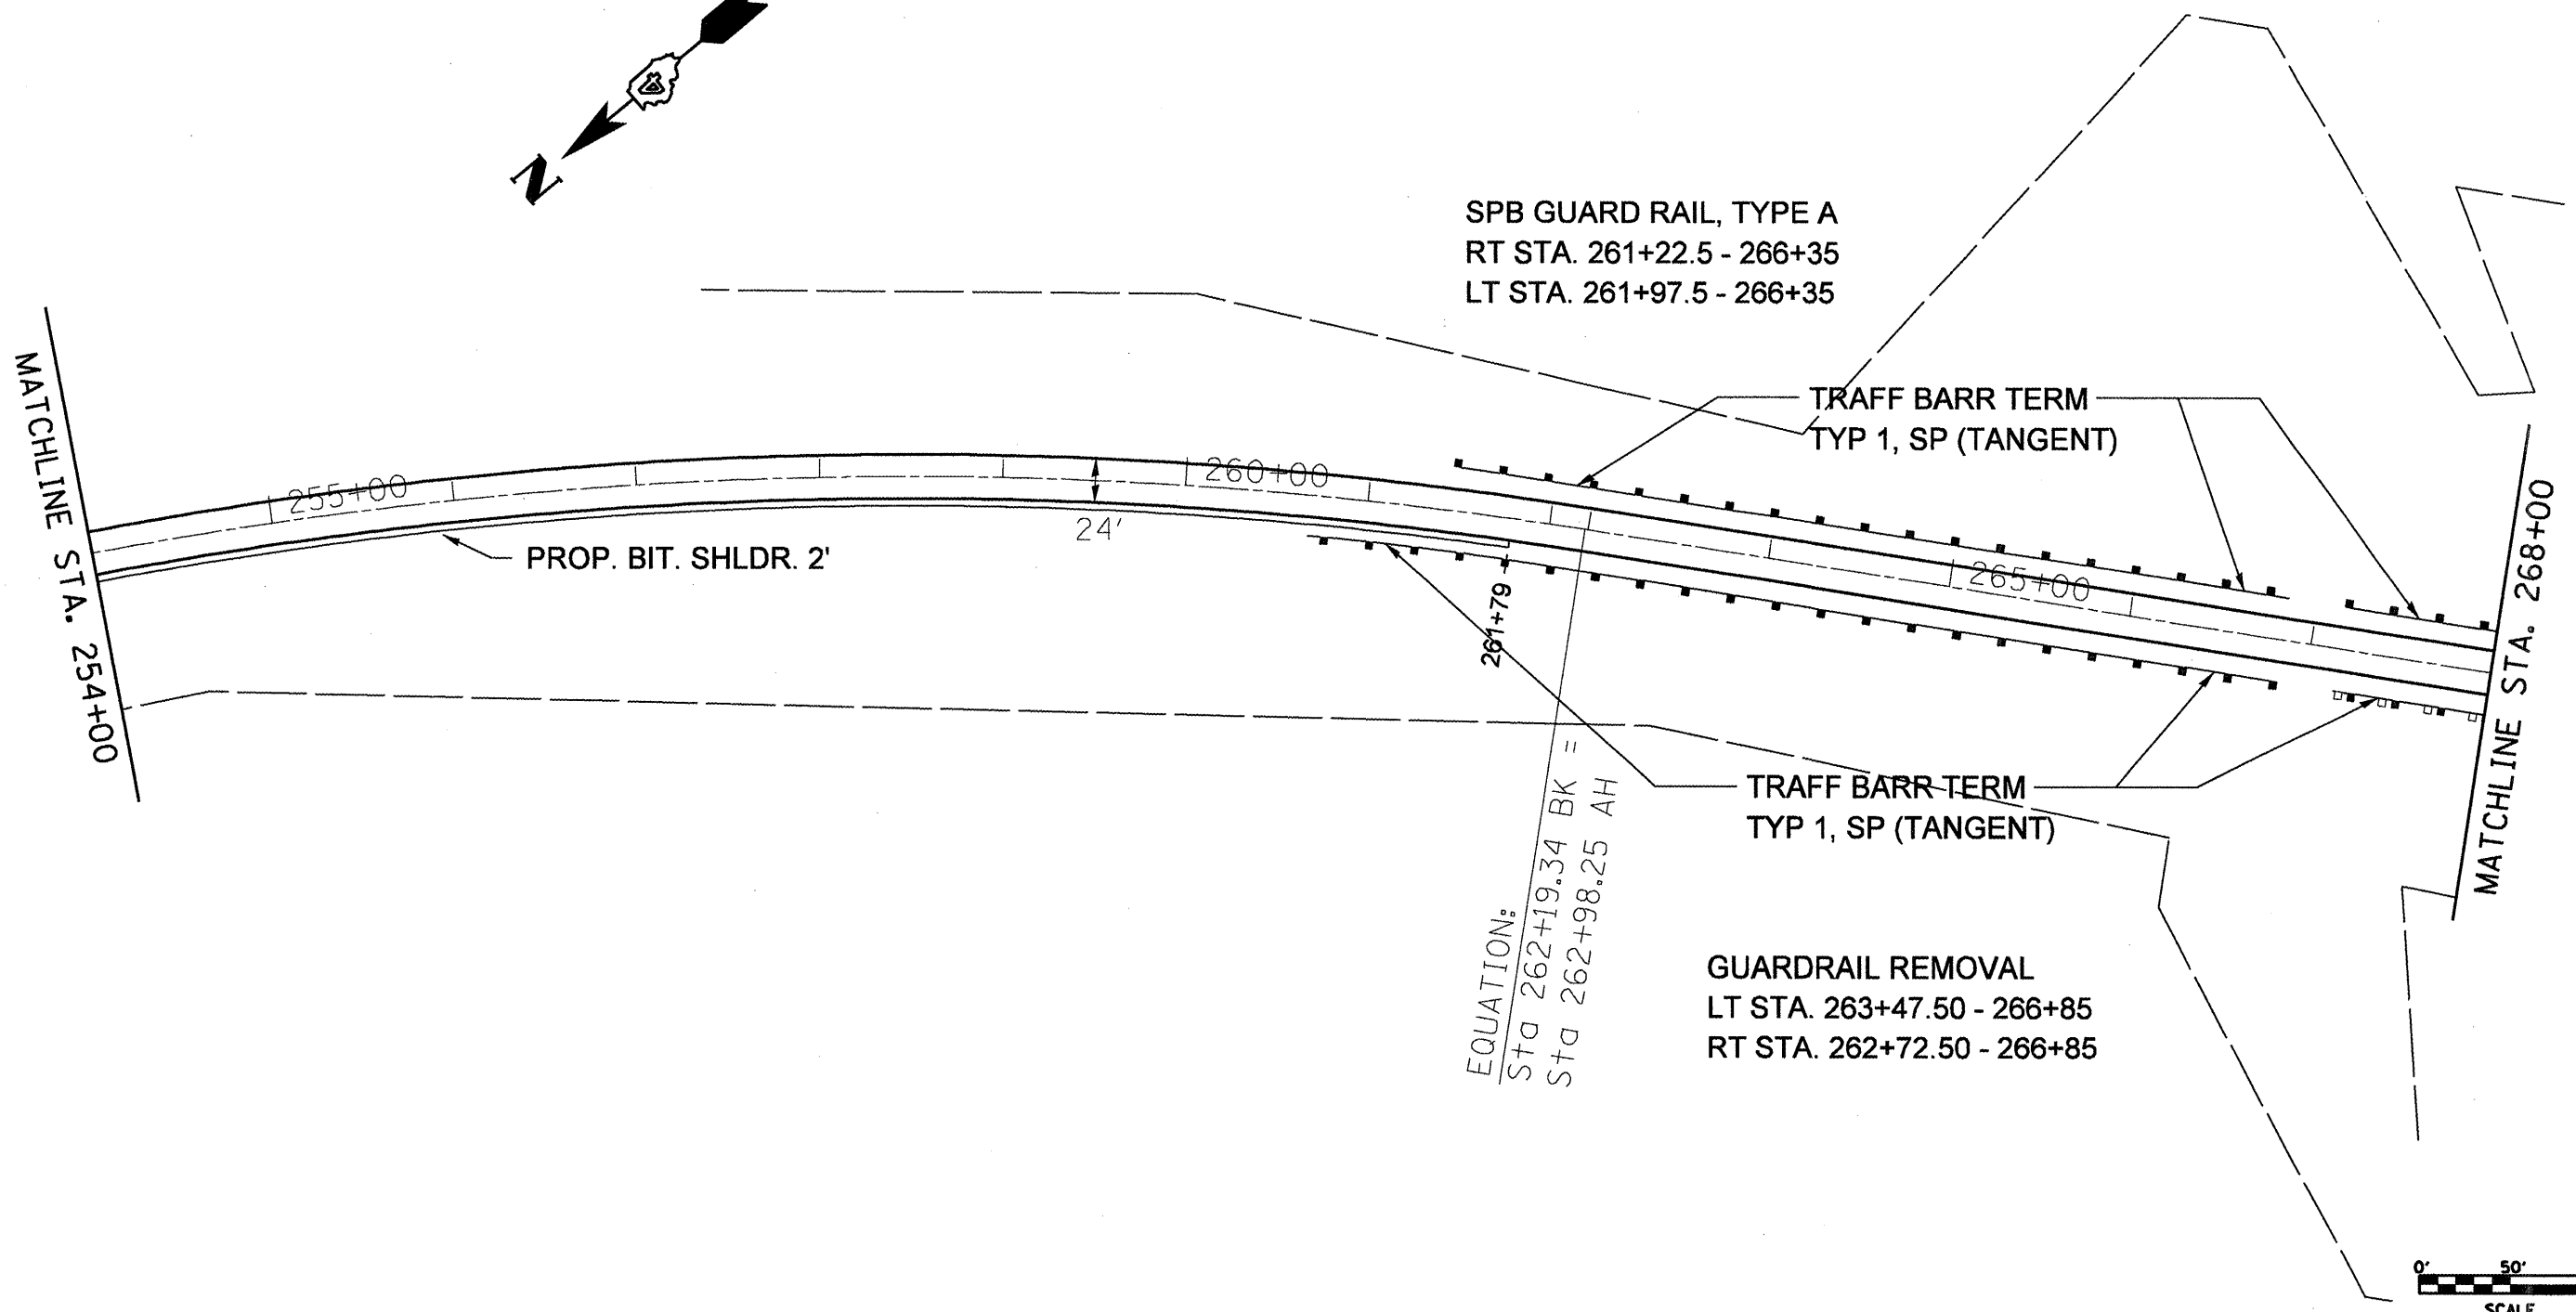 N
SPB GUARD RAIL, TYPE A
RT STA. 261+22.5 - 266+35
LT STA. 261+97.5 - 266+35
MATCHLINE STA. 254+00
255+00
PROP. BIT. SHLDR. 2'
24'
260+00
TRAFF BARR TERM
TYP 1, SP (TANGENT)
265+00
261+79
MATCHLINE STA. 268+00
TRAFF BARR TERM
TYP 1, SP (TANGENT)
EQUATION:
Sta 262+19.34 BK =
Sta 262+98.25 AH
GUARDRAIL REMOVAL
LT STA. 263+47.50 - 266+85
RT STA. 262+72.50 - 266+85
0' 50'
SCALE